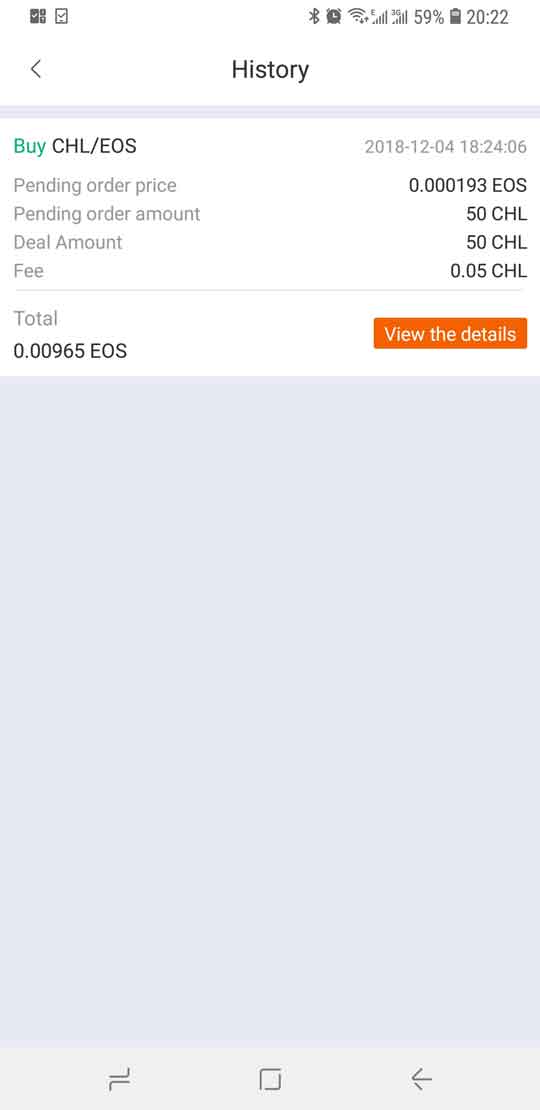 E 3G 59% 20:22
History
Buy CHL/EOS 2018-12-04 18:24:06
Pending order price 0.000193 EOS
Pending order amount 50 CHL
Deal Amount 50 CHL
Fee 0.05 CHL
Total
0.00965 EOS
View the details